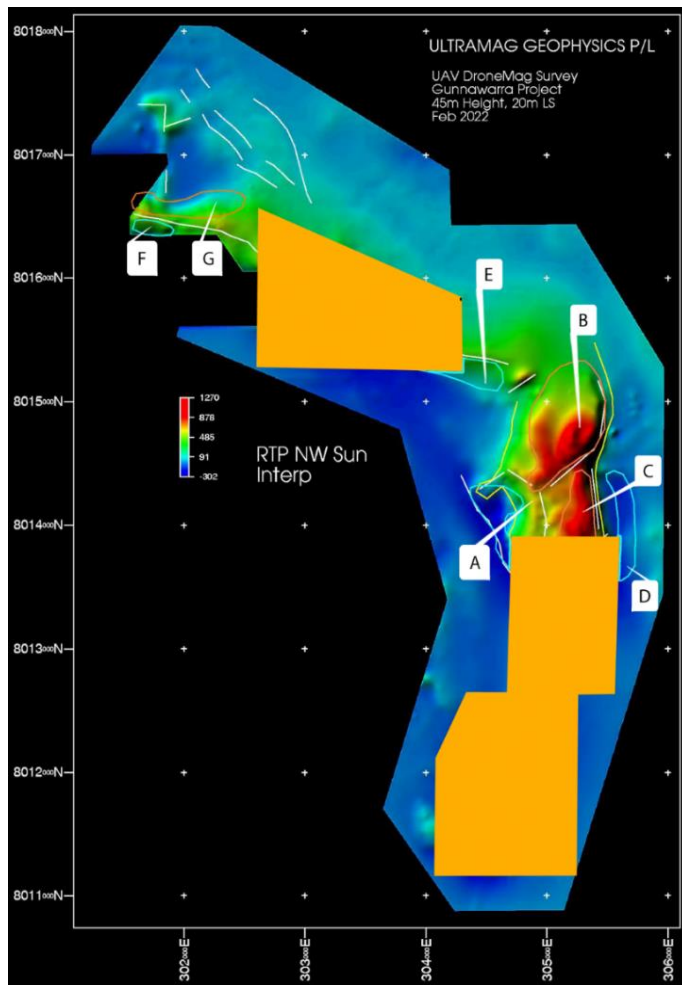 ULTRAMAG GEOPHYSICS P/L
UAV DroneMag Survey
Gunnawarra Project
45m Height, 20m LS
Feb 2022
8018000N
8017000N
F
G
8016000N
E
B
8015000N
1270
878
485
91
-302
RTP NW Sun
Interp
C
8014000N
A
D
8013000N
8012000N
8011000N
302000E
303000E
304000E
305000E
306000E